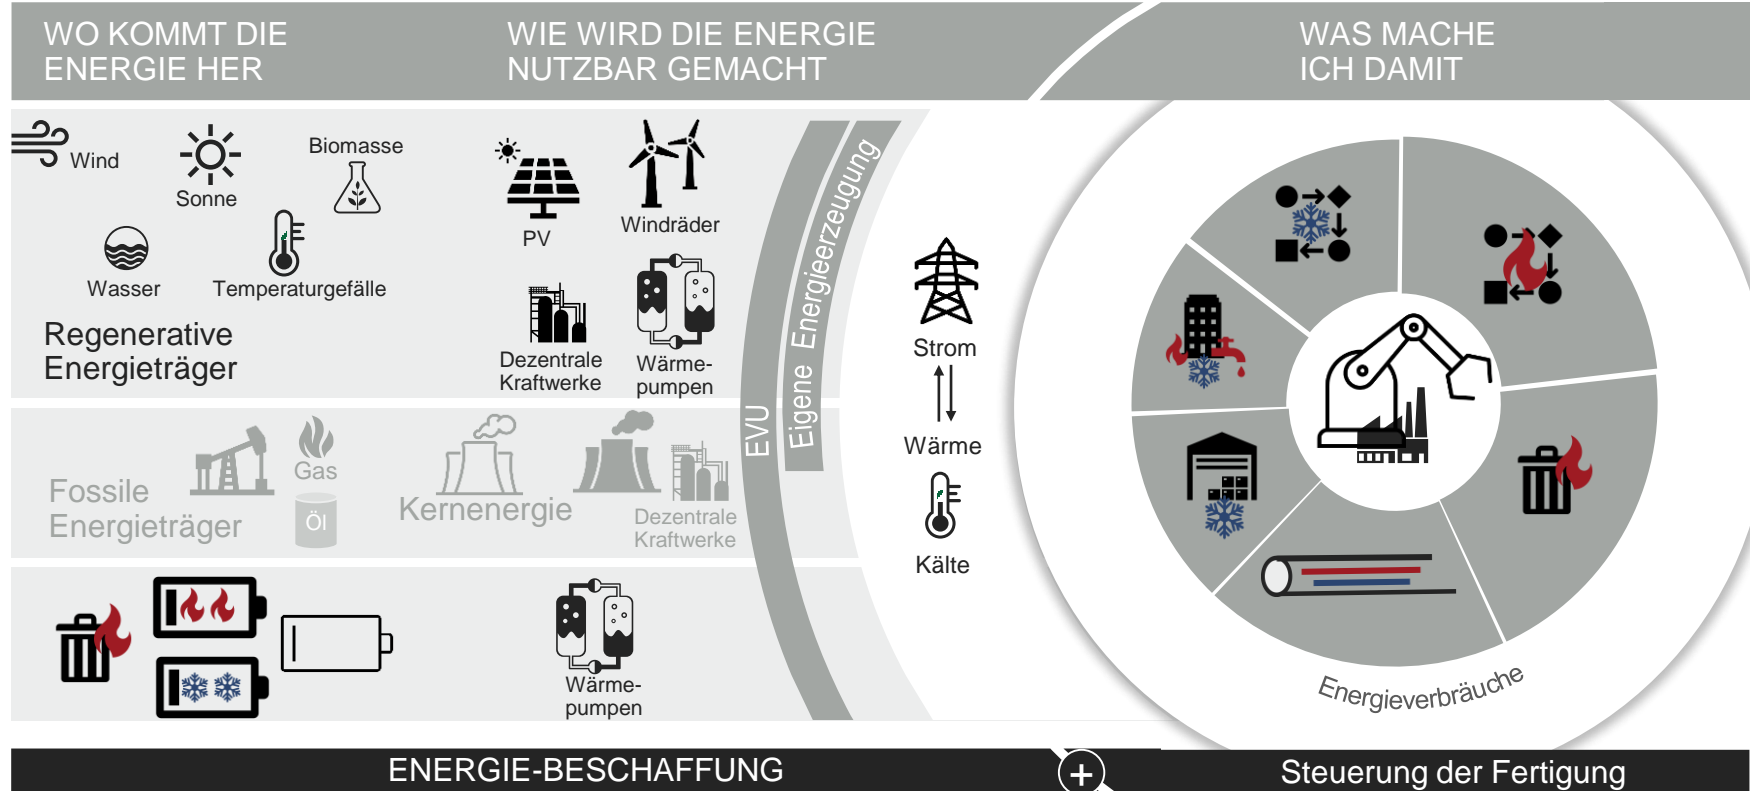 WO KOMMT DIE
ENERGIE HER
WIE WIRD DIE ENERGIE
NUTZBAR GEMACHT
WAS MACHE
ICH DAMIT
Wind
Sonne
Biomasse
Wasser
Temperaturgefälle
Regenerative
Energieträger
PV
Windräder
Dezentrale
Kraftwerke
Wärme-
pumpen
Fossile
Energieträger
Gas
Öl
Kernenergie
Dezentrale
Kraftwerke
Wärme-
pumpen
EVU
Eigene Energieerzeugung
Strom
Wärme
Kälte
Energieverbräuche
ENERGIE-BESCHAFFUNG
+
Steuerung der Fertigung